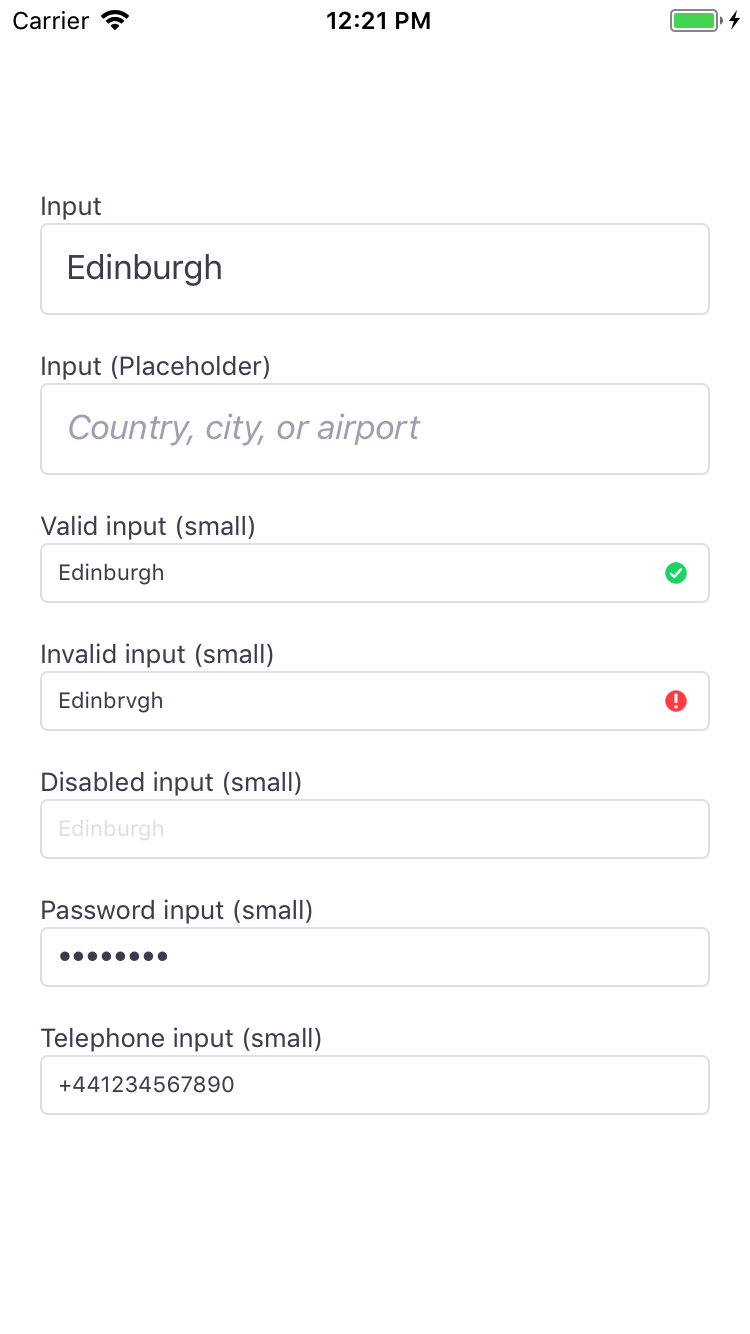 Carrier 12:21 PM
Input
Edinburgh
Input (Placeholder)
Country, city, or airport
Valid input (small)
Edinburgh
Invalid input (small)
Edinbrvgh
Disabled input (small)
Edinburgh
Password input (small)
••••••••
Telephone input (small)
+441234567890